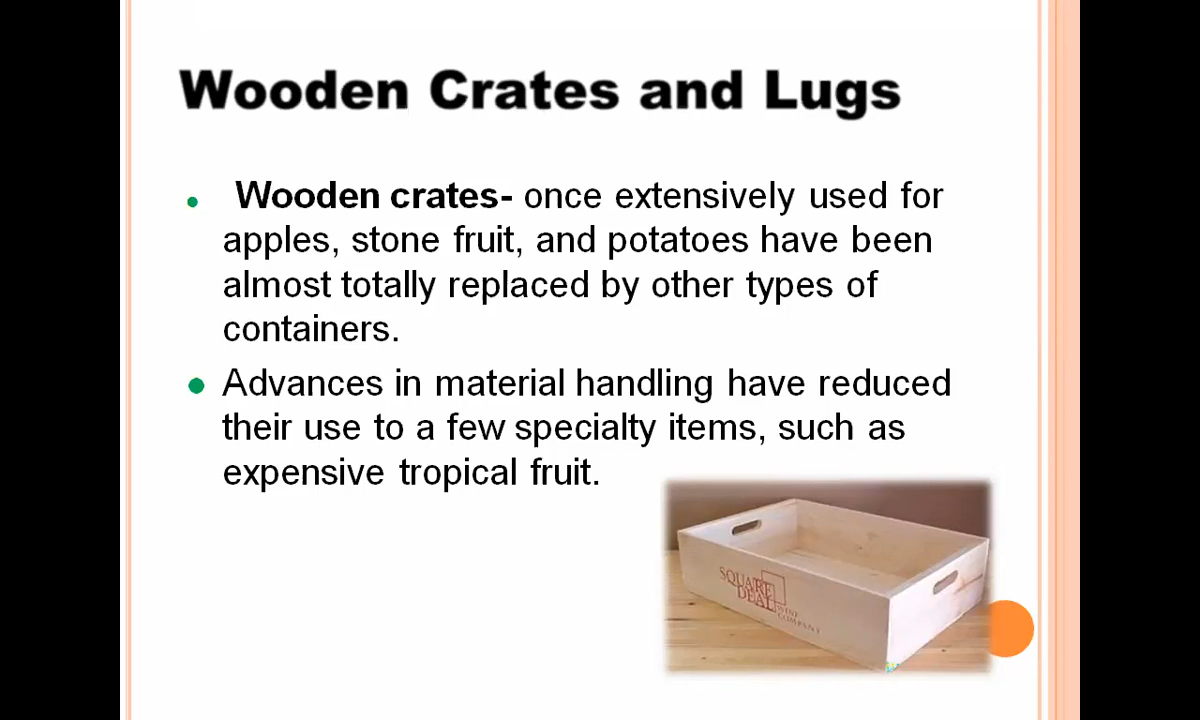 Wooden Crates and Lugs
• Wooden crates- once extensively used for
apples, stone fruit, and potatoes have been
almost totally replaced by other types of
containers.
• Advances in material handling have reduced
their use to a few specialty items, such as
expensive tropical fruit.
SQUARE
DEAL
WINE
COMPANY